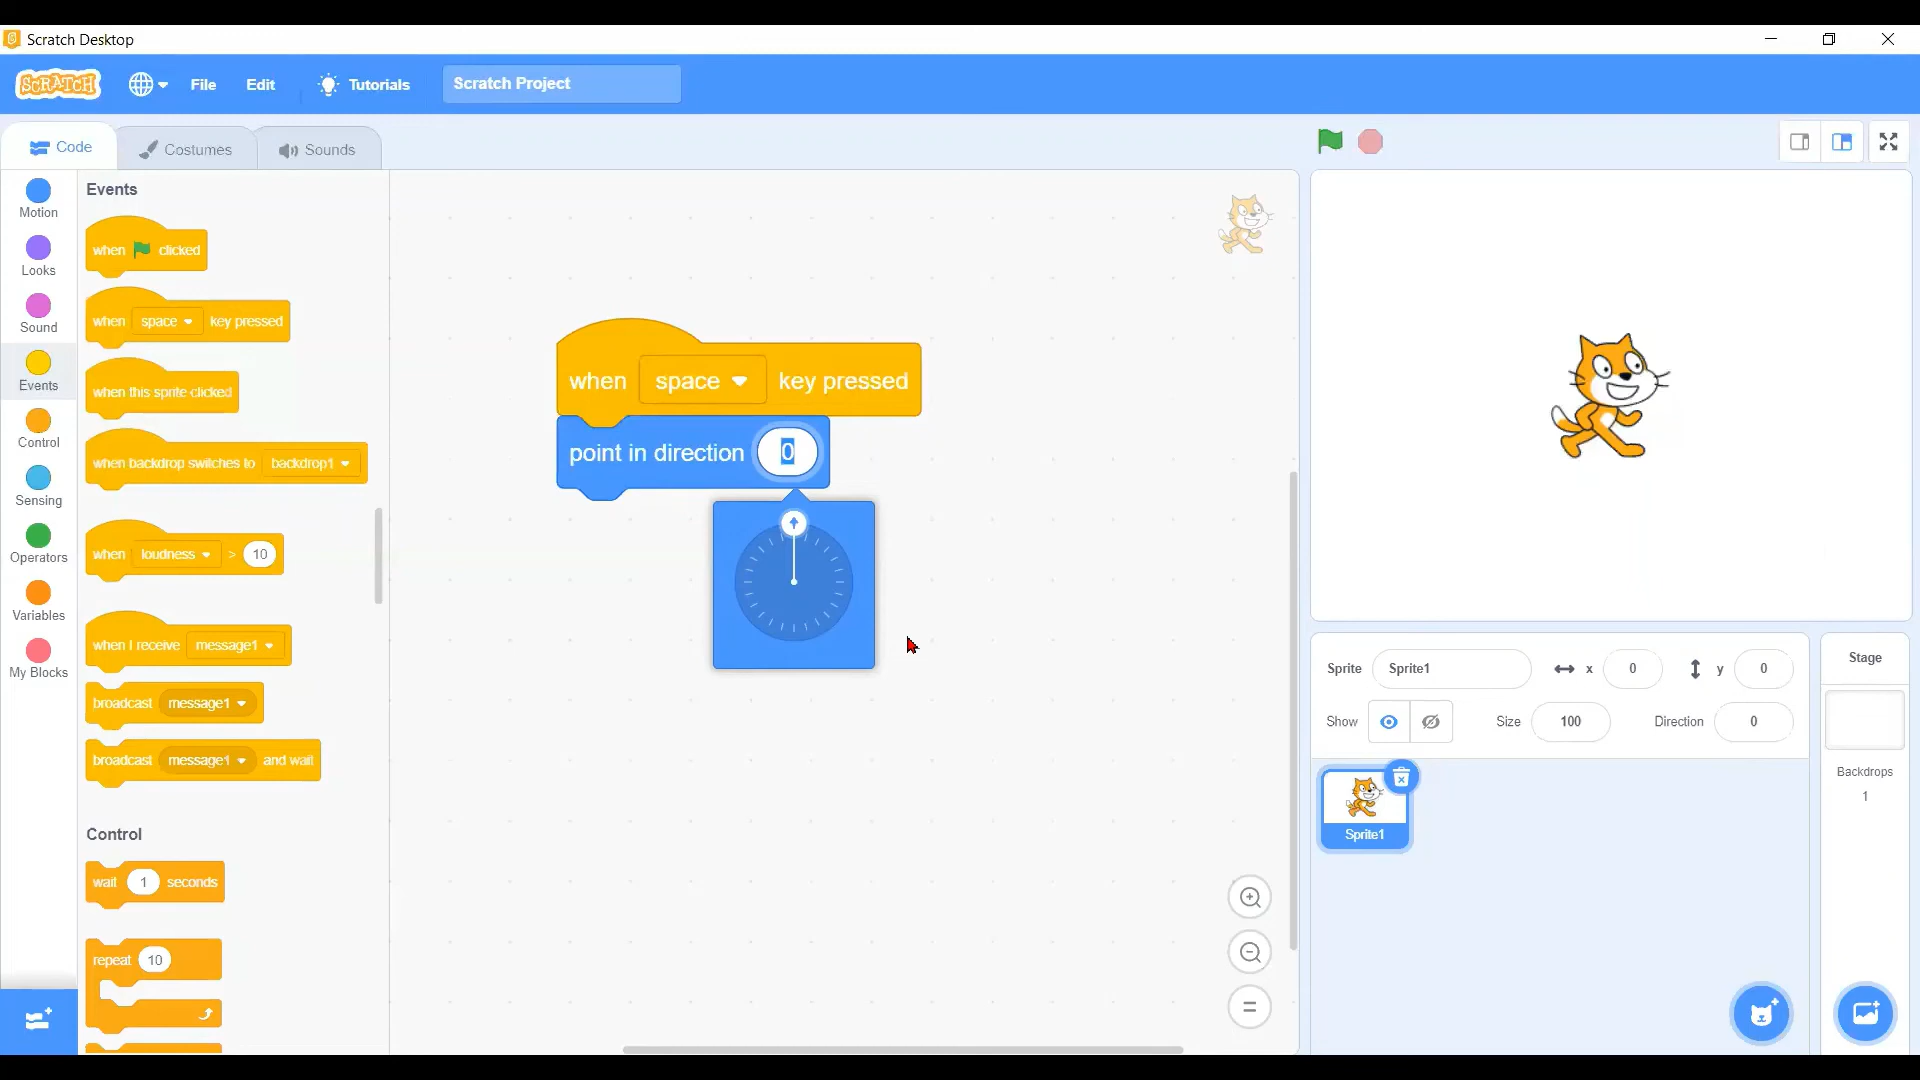 Scratch Desktop
SCRATCH
File
Edit
Tutorials
Scratch Project
Code
Costumes
Sounds
Motion
Looks
Sound
Events
Control
Sensing
Operators
Variables
My Blocks
Events
when clicked
when space key pressed
when this sprite clicked
when backdrop switches to backdrop1
when loudness > 10
when I receive message1
broadcast message1
broadcast message1 and wait
Control
wait 1 seconds
repeat 10
when space key pressed
point in direction 0
Sprite Sprite1 x 0 y 0
Show Size 100 Direction 0
Sprite1
Stage
Backdrops
1